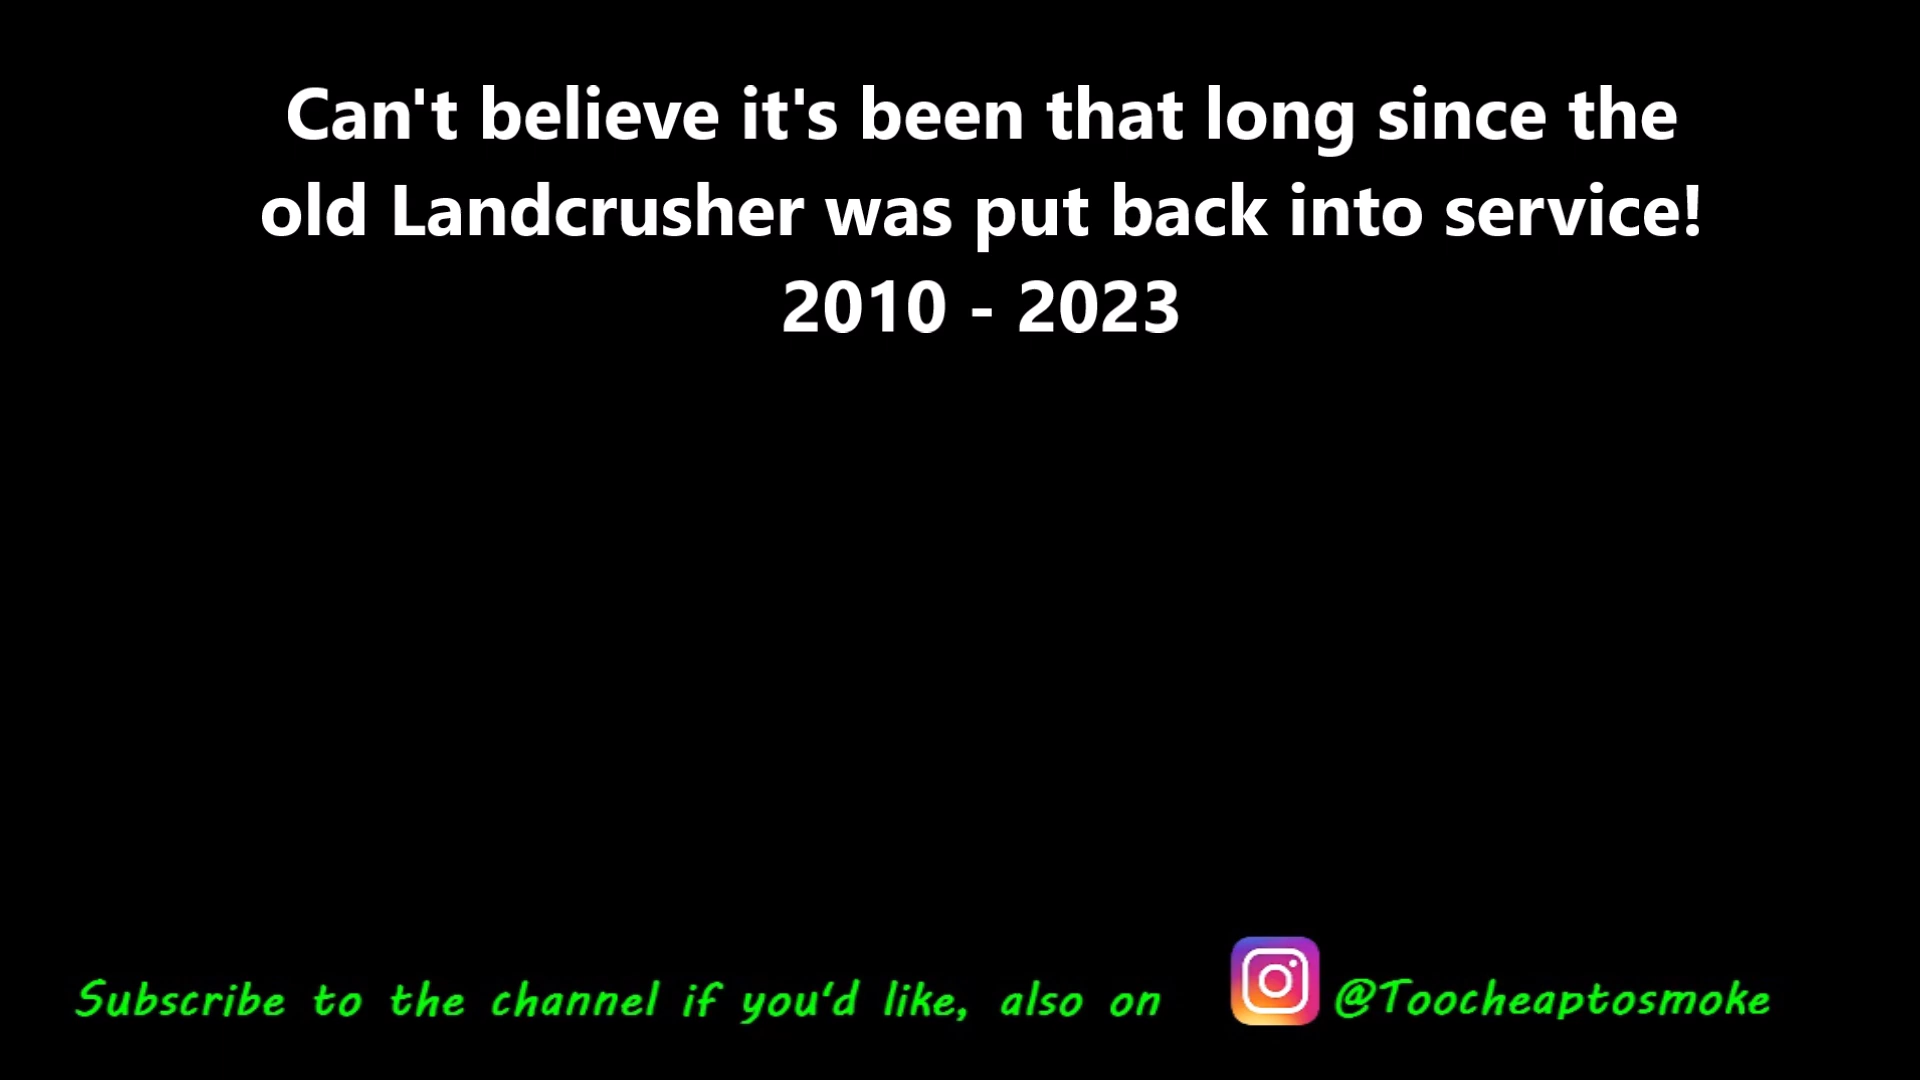 Can't believe it's been that long since the
old Landcrusher was put back into service!
2010 - 2023
Subscribe to the channel if you'd like, also on @Toocheaptosmoke